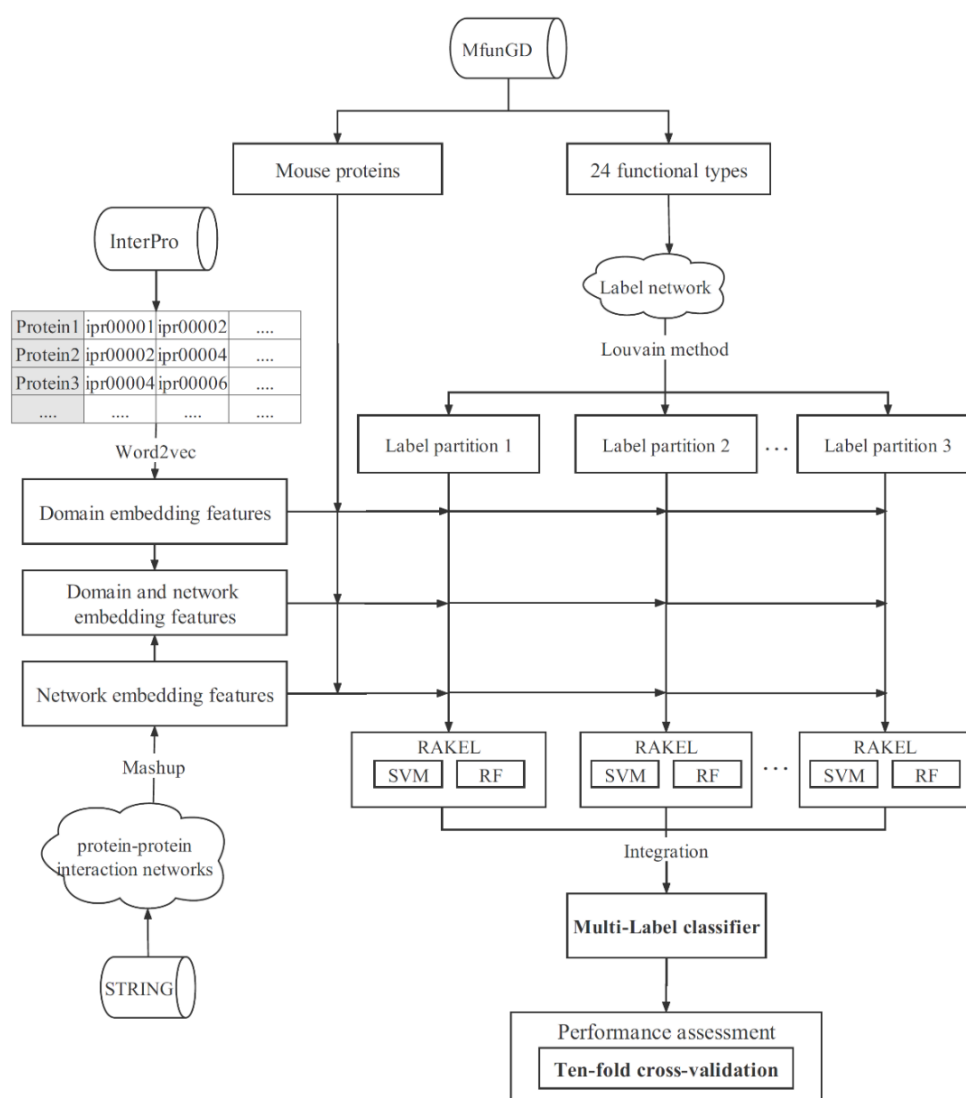 MfunGD
Mouse proteins
24 functional types
InterPro
Label network
Protein1 ipr00001 ipr00002 ....
Protein2 ipr00002 ipr00004 ....
Protein3 ipr00004 ipr00006 ....
.... .... .... ....
Louvain method
Word2vec
Label partition 1
Label partition 2
...
Label partition 3
Domain embedding features
Domain and network
embedding features
Network embedding features
Mashup
protein-protein
interaction networks
STRING
RAKEL
SVM RF
RAKEL
SVM RF
...
RAKEL
SVM RF
Integration
Multi-Label classifier
Performance assessment
Ten-fold cross-validation